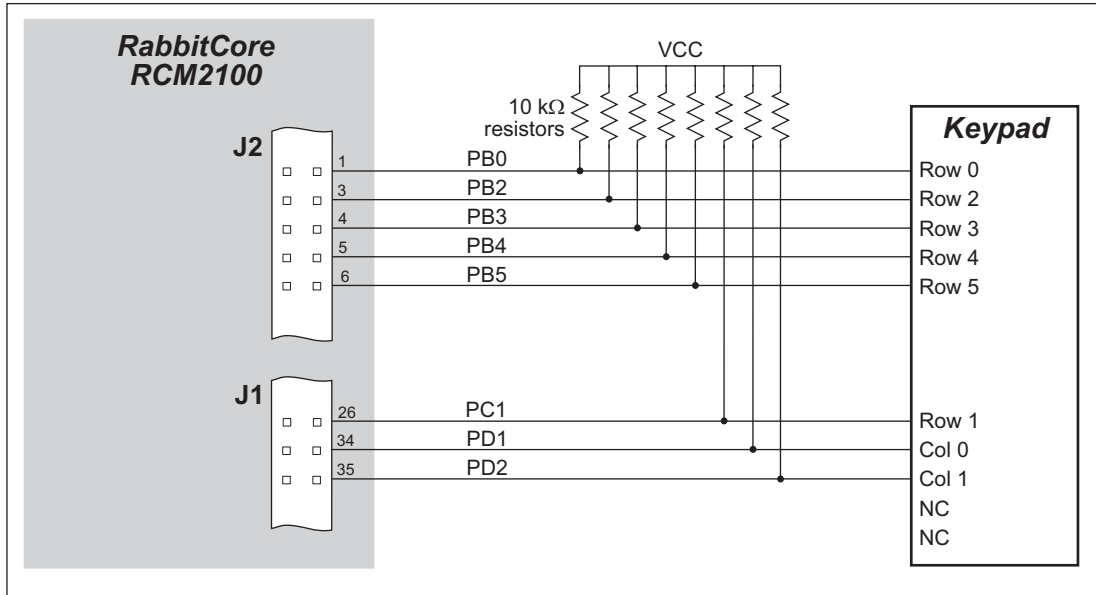 RabbitCore
RCM2100
VCC
10 kΩ
resistors
Keypad
J2
1
PB0
Row 0
3
PB2
Row 2
4
PB3
Row 3
5
PB4
Row 4
6
PB5
Row 5
J1
26
PC1
Row 1
34
PD1
Col 0
35
PD2
Col 1
NC
NC